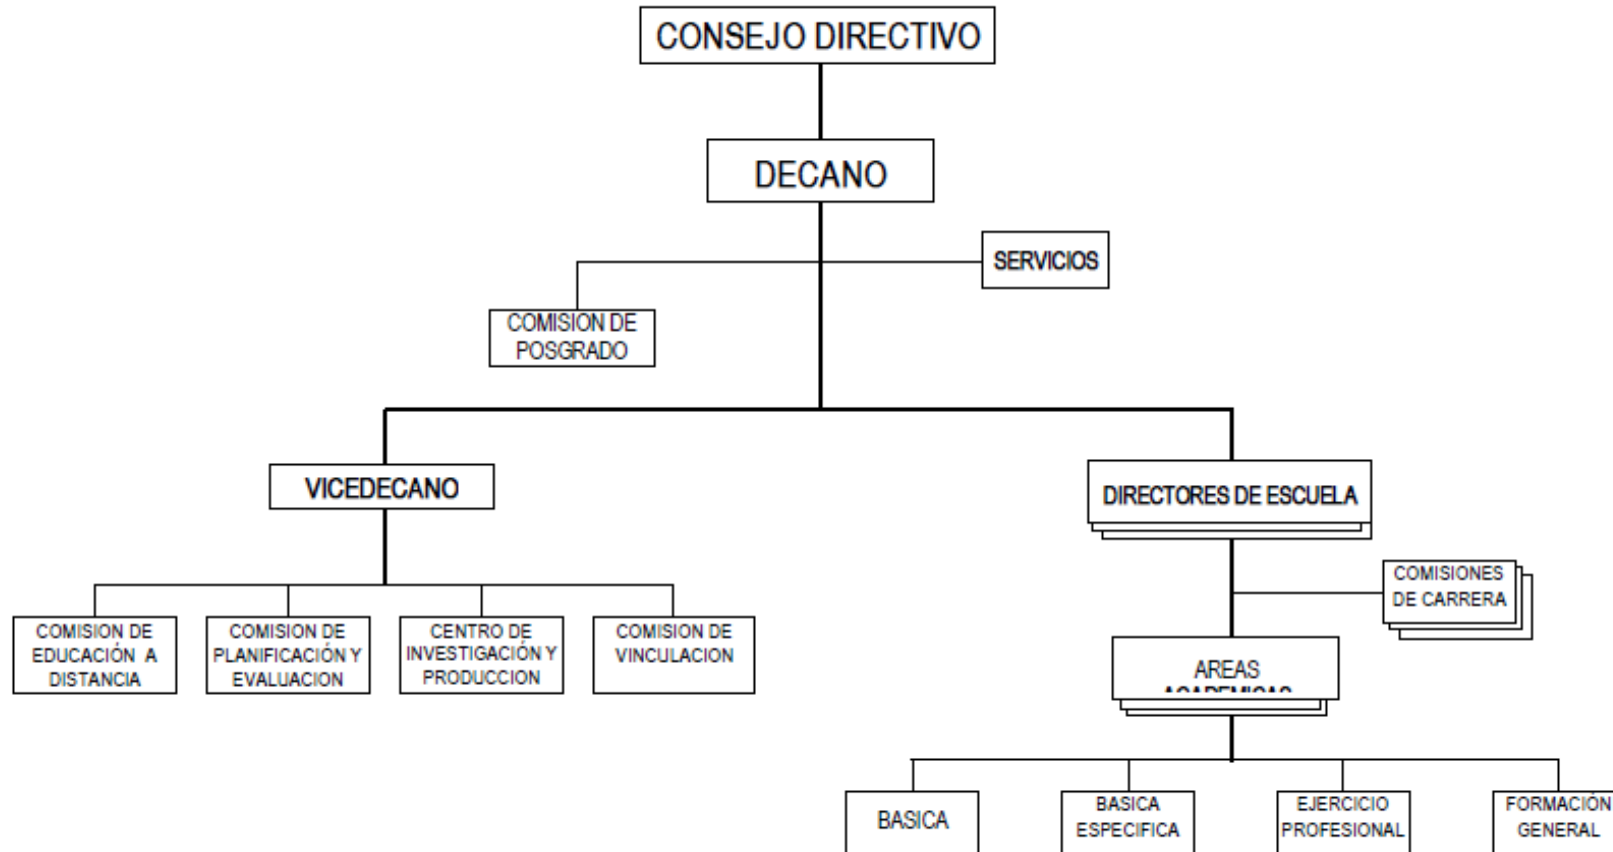 CONSEJO DIRECTIVO
DECANO
SERVICIOS
COMISION DE
POSGRADO
VICEDECANO
DIRECTORES DE ESCUELA
COMISIONES
DE CARRERA
COMISION DE
EDUCACIÓN A
DISTANCIA
COMISION DE
PLANIFICACIÓN Y
EVALUACION
CENTRO DE
INVESTIGACIÓN Y
PRODUCCION
COMISION DE
VINCULACION
AREAS
ACADEMICAS
BASICA
BASICA
ESPECIFICA
EJERCICIO
PROFESIONAL
FORMACIÓN
GENERAL